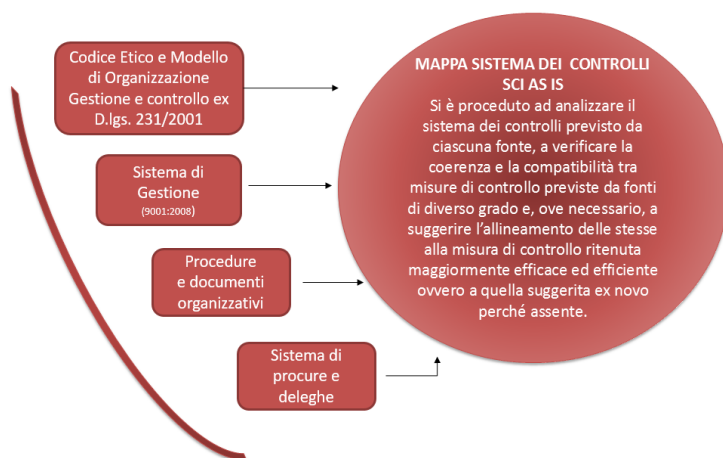 Codice Etico e Modello
di Organizzazione
Gestione e controllo ex
D.lgs. 231/2001
Sistema di
Gestione
(9001:2008)
Procedure
e documenti
organizzativi
Sistema di
procure e
deleghe
MAPPA SISTEMA DEI CONTROLLI
SCI AS IS
Si è proceduto ad analizzare il
sistema dei controlli previsto da
ciascuna fonte, a verificare la
coerenza e la compatibilità tra
misure di controllo previste da fonti
di diverso grado e, ove necessario, a
suggerire l’allineamento delle stesse
alla misura di controllo ritenuta
maggiormente efficace ed efficiente
ovvero a quella suggerita ex novo
perché assente.